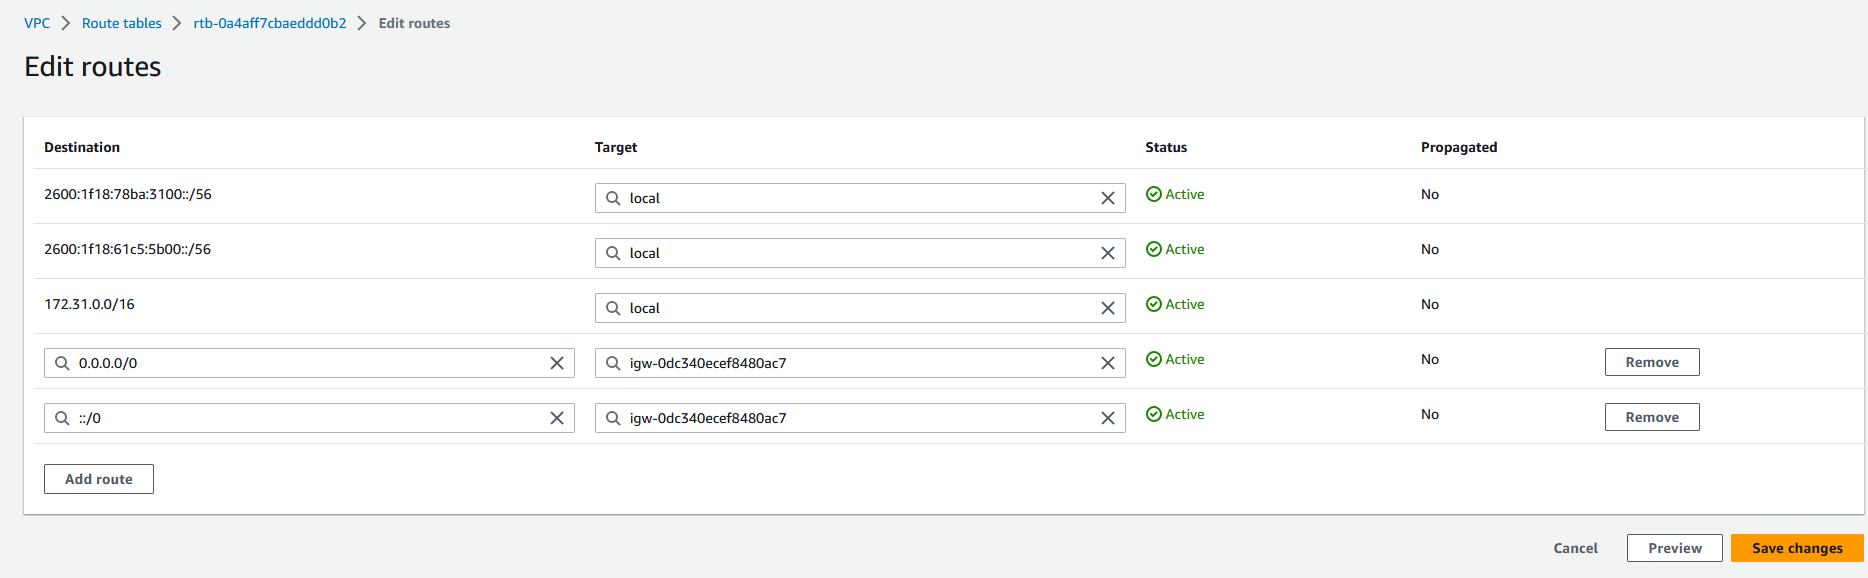 VPC > Route tables > rtb-0a4aff7cbaeddd0b2 > Edit routes
Edit routes
Destination Target Status Propagated
2600:1f18:78ba:3100::/56 local Active No
2600:1f18:61c5:5b00::/56 local Active No
172.31.0.0/16 local Active No
0.0.0.0/0 igw-0dc340ecef8480ac7 Active No Remove
::/0 igw-0dc340ecef8480ac7 Active No Remove
Add route
Cancel Preview Save changes